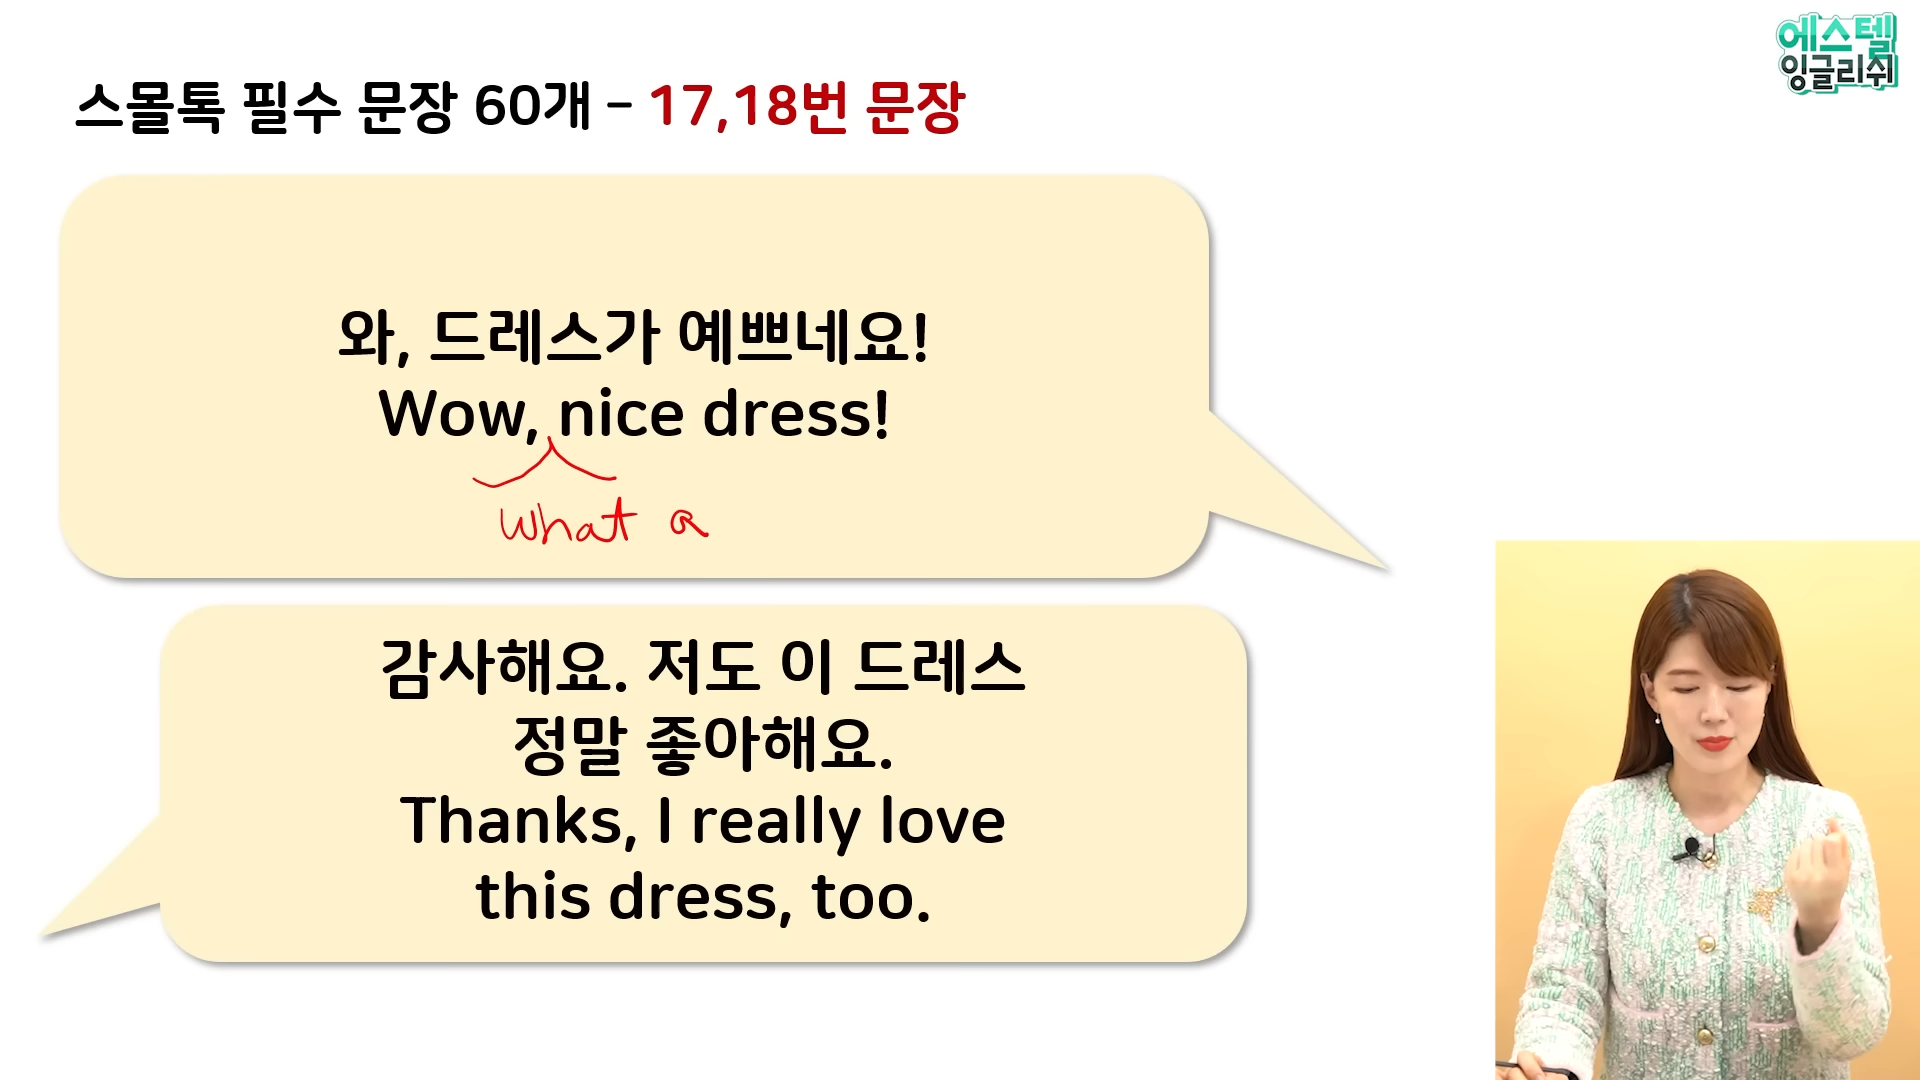 에스텔
잉글리쉬
스몰톡 필수 문장 60개 – 17,18번 문장
와, 드레스가 예쁘네요!
Wow, nice dress!
what a
감사해요. 저도 이 드레스
정말 좋아해요.
Thanks, I really love
this dress, too.